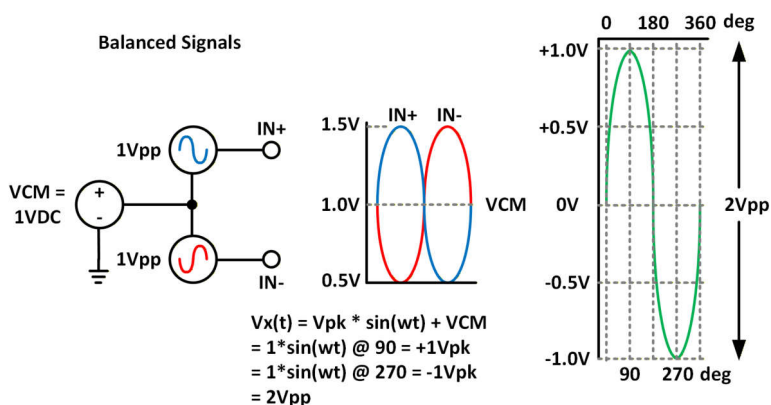 Balanced Signals
1Vpp
IN+
VCM =
1VDC
+
-
1Vpp
IN-
IN+ IN-
1.5V
1.0V
0.5V
VCM
Vx(t) = Vpk * sin(wt) + VCM
= 1*sin(wt) @ 90 = +1Vpk
= 1*sin(wt) @ 270 = -1Vpk
= 2Vpp
0 180 360 deg
+1.0V
+0.5V
0V
-0.5V
-1.0V
2Vpp
90 270 deg